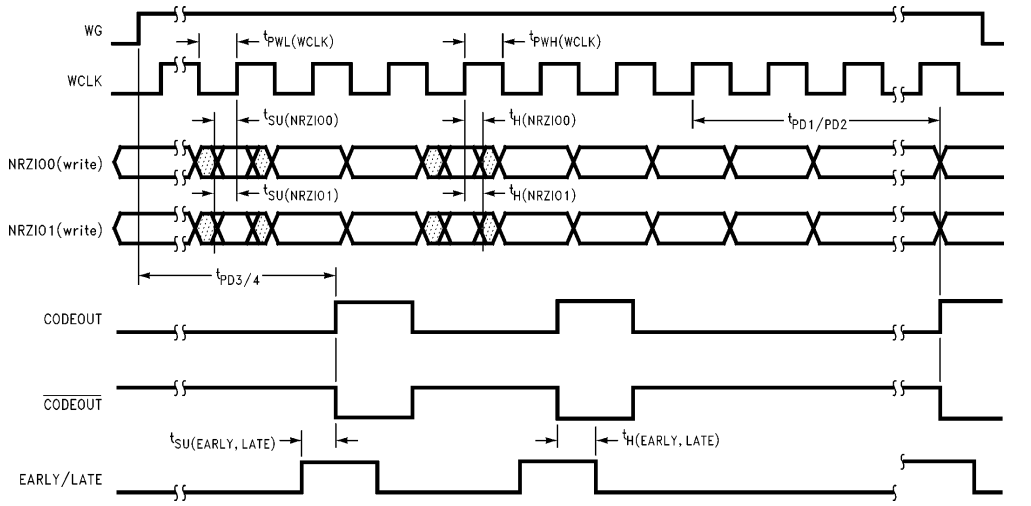 WG
tPWL(WCLK)
tPWH(WCLK)
WCLK
tSU(NRZIO0)
tH(NRZIO0)
tPD1/PD2
NRZIO0(write)
tSU(NRZIO1)
tH(NRZIO1)
NRZIO1(write)
tPD3/4
CODEOUT
CODEOUT
tSU(EARLY, LATE)
tH(EARLY, LATE)
EARLY/LATE